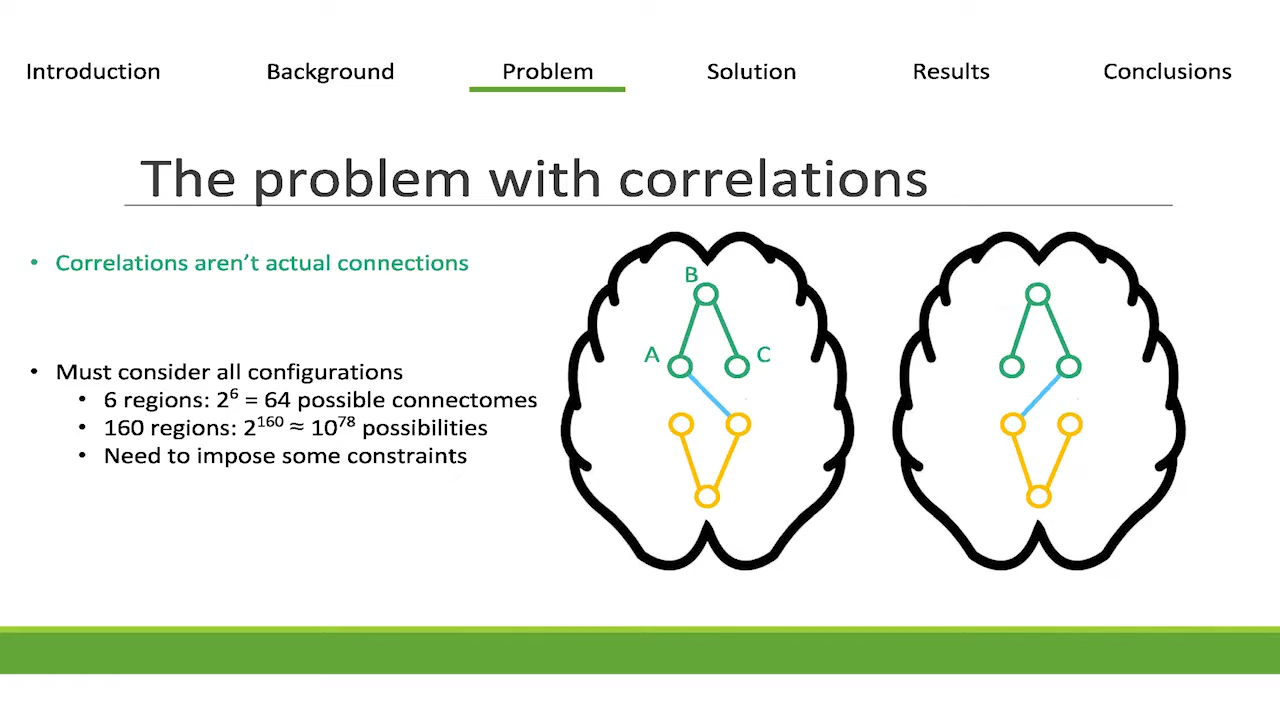 Introduction Background Problem Solution Results Conclusions
The problem with correlations
• Correlations aren’t actual connections
• Must consider all configurations
• 6 regions: 2⁶ = 64 possible connectomes
• 160 regions: 2¹⁶⁰ ≈ 10⁷⁸ possibilities
• Need to impose some constraints
B
A C